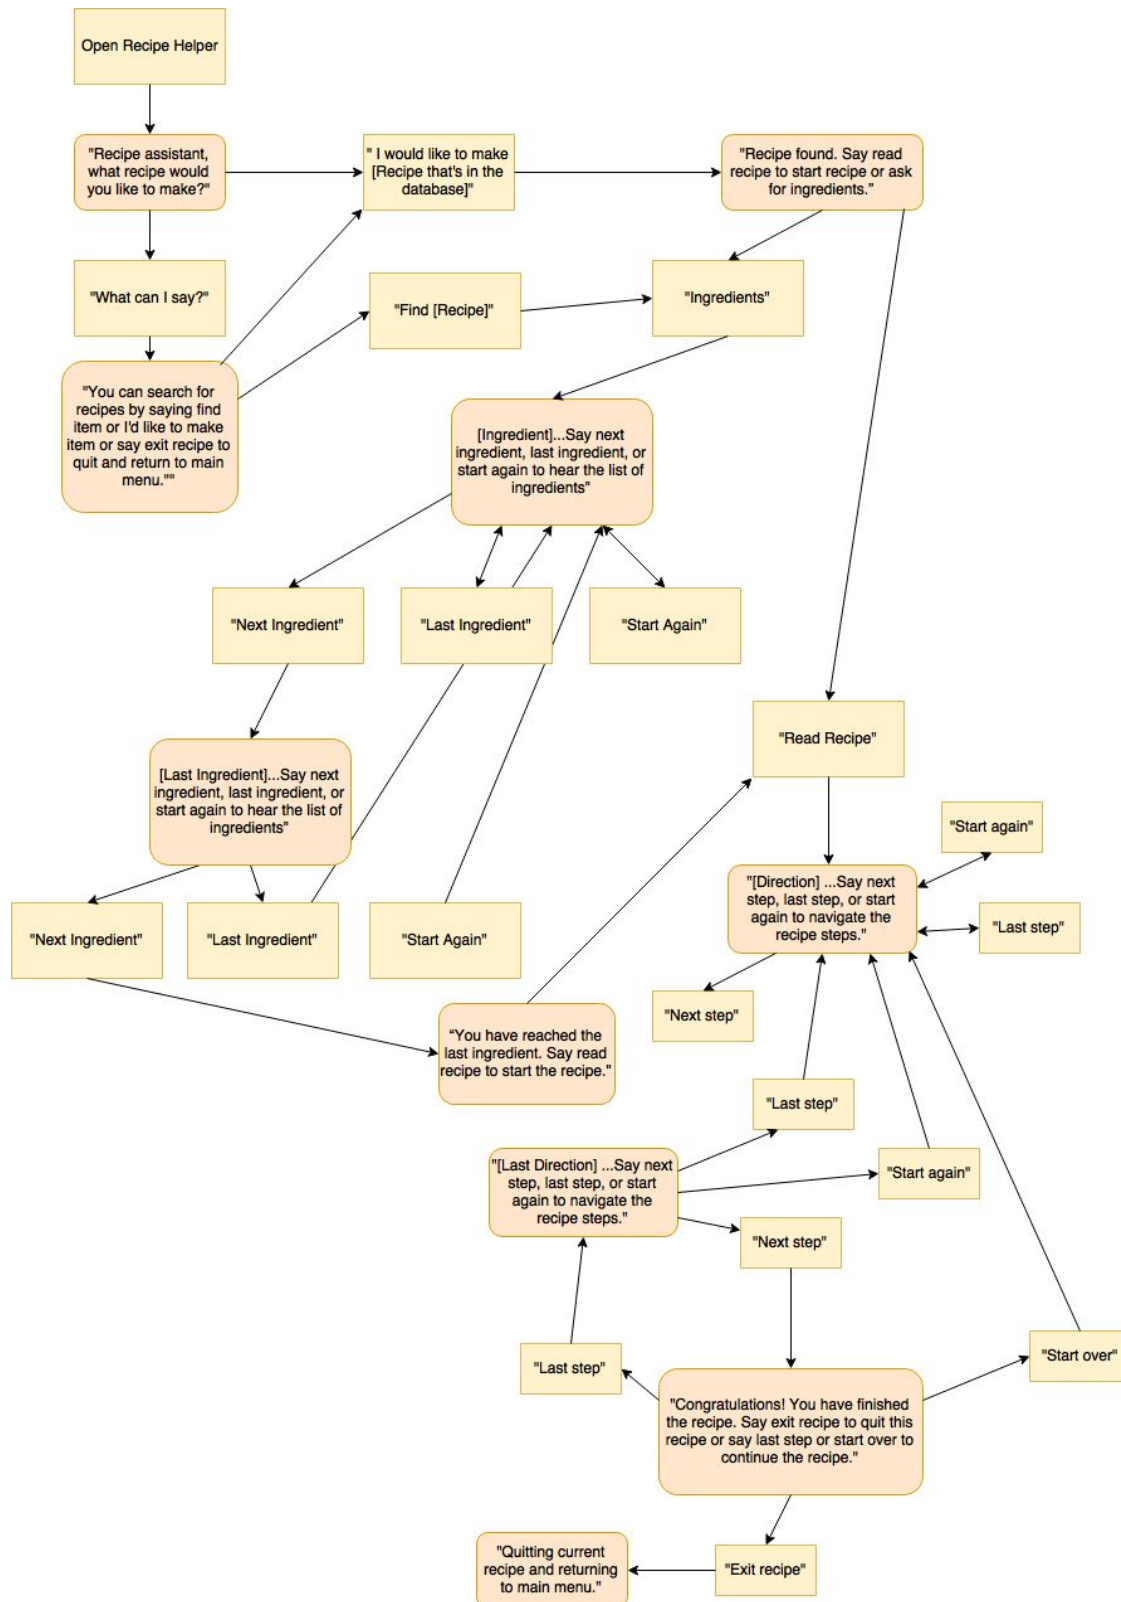 Open Recipe Helper
"Recipe assistant,
what recipe would
you like to make?"
" I would like to make
[Recipe that's in the
database]"
"Recipe found. Say read
recipe to start recipe or ask
for ingredients.”
"What can I say?"
"Find [Recipe]"
"Ingredients"
"You can search for
recipes by saying find
item or I'd like to make
item or say exit recipe to
quit and return to main
menu.""
[Ingredient]...Say next
ingredient, last ingredient, or
start again to hear the list of
ingredients”
"Next Ingredient"
"Last Ingredient"
"Start Again"
"Read Recipe"
[Last Ingredient]...Say next
ingredient, last ingredient, or
start again to hear the list of
ingredients”
"Start again"
"[Direction] ...Say next
step, last step, or start
again to navigate the
recipe steps."
"Last step"
"Next Ingredient"
"Last Ingredient"
"Start Again"
"Next step"
“You have reached the
last ingredient. Say read
recipe to start the recipe."
"Last step"
"[Last Direction] ...Say next
step, last step, or start
again to navigate the
recipe steps."
"Start again"
"Next step"
"Last step"
"Start over"
"Congratulations! You have finished
the recipe. Say exit recipe to quit this
recipe or say last step or start over to
continue the recipe."
"Quitting current
recipe and returning
to main menu."
"Exit recipe"